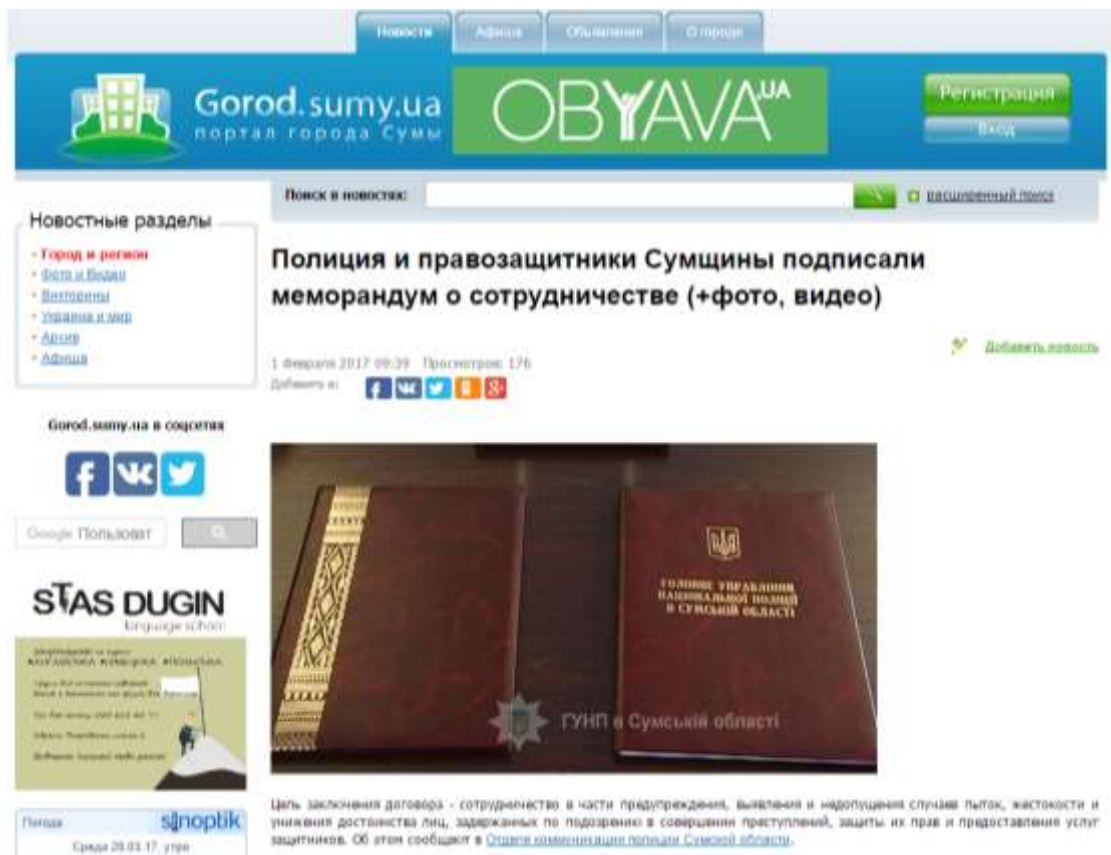 Новости Афиша Объявления О городе
Gorod.sumy.ua
портал города Сумы
OBYAVA.UA
Регистрация
Вход
Поиск в новостях:
расширенный поиск
Новостные разделы
Город и регион
Фото и Видео
Викторины
Украина и мир
Архив
Афиша
Полиция и правозащитники Сумщины подписали
меморандум о сотрудничестве (+фото, видео)
Добавить новость
1 Февраля 2017 09:39 Просмотров: 176
Добавить в:
Gorod.sumy.ua в соцсетях
Google Пользоват
STAS DUGIN
language school
ГОЛОВНЕ УПРАВЛІННЯ
НАЦІОНАЛЬНОЇ ПОЛІЦІЇ
В СУМСЬКІЙ ОБЛАСТІ
ГУНП в Сумській області
Цель заключения договора - сотрудничество в части предупреждения, выявления и недопущения случаев пыток, жестокости и
унижения достоинства лиц, задержанных по подозрению в совершении преступлений, защиты их прав и предоставления услуг
защитников. Об этом сообщают в Отделе коммуникации полиции Сумской области.
Погода
sinoptik
Среда 29.03.17, утро